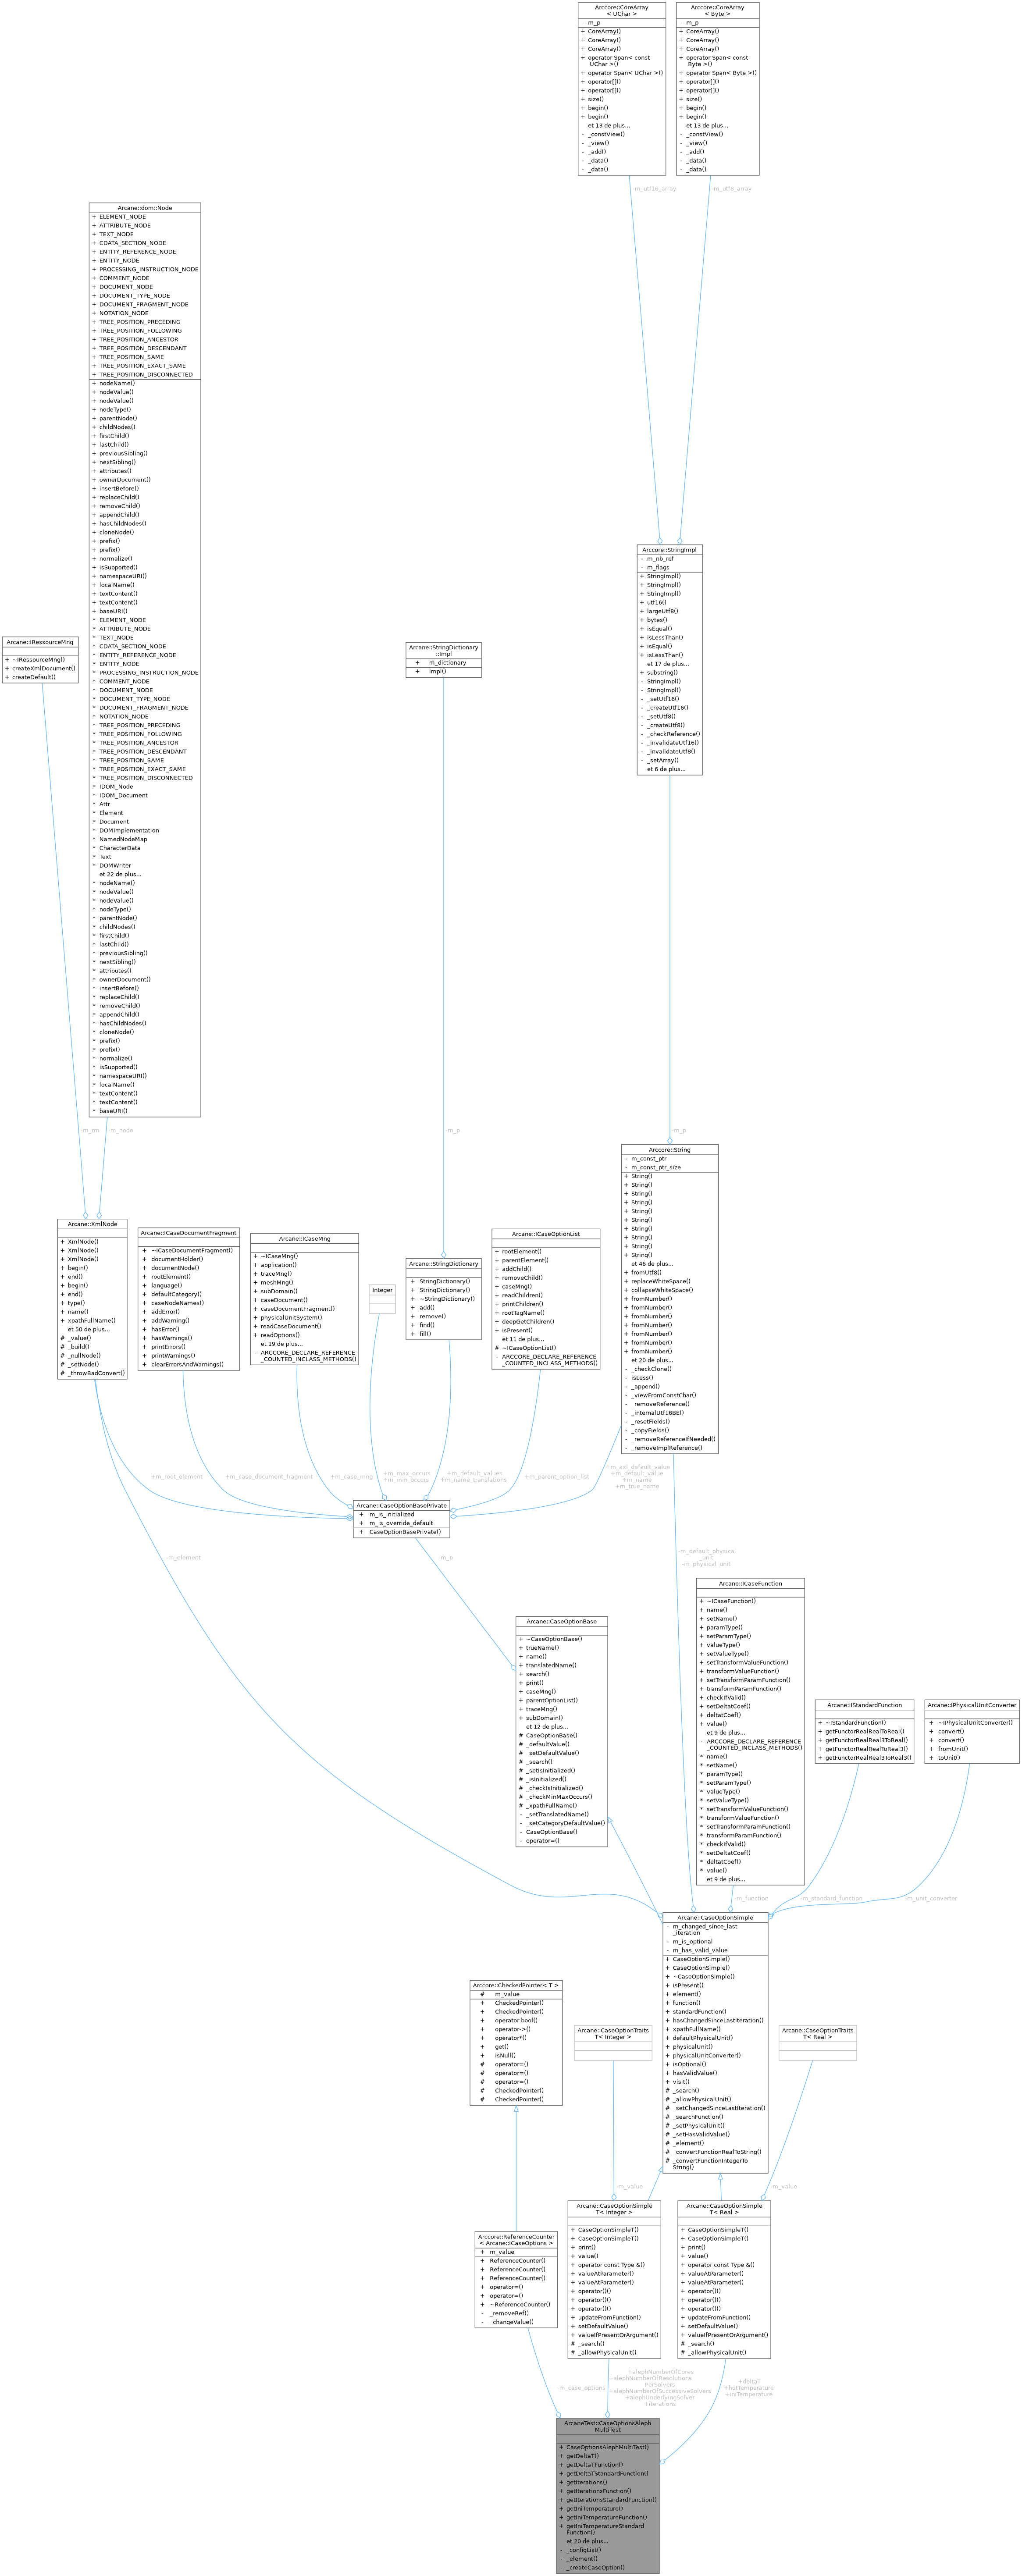 Arccore::CoreArray
< UChar >
- m_p
+ CoreArray()
+ CoreArray()
+ CoreArray()
+ operator Span< const
UChar >()
+ operator Span< UChar >()
+ operator[]()
+ operator[]()
+ size()
+ begin()
+ begin()
et 13 de plus...
- _constView()
- _view()
- _add()
- _data()
- _data()
Arccore::CoreArray
< Byte >
- m_p
+ CoreArray()
+ CoreArray()
+ CoreArray()
+ operator Span< const
Byte >()
+ operator Span< Byte >()
+ operator[]()
+ operator[]()
+ size()
+ begin()
+ begin()
et 13 de plus...
- _constView()
- _view()
- _add()
- _data()
- _data()
-m_utf16_array
-m_utf8_array
Arcane::dom::Node
+ ELEMENT_NODE
+ ATTRIBUTE_NODE
+ TEXT_NODE
+ CDATA_SECTION_NODE
+ ENTITY_REFERENCE_NODE
+ ENTITY_NODE
+ PROCESSING_INSTRUCTION_NODE
+ COMMENT_NODE
+ DOCUMENT_NODE
+ DOCUMENT_TYPE_NODE
+ DOCUMENT_FRAGMENT_NODE
+ NOTATION_NODE
+ TREE_POSITION_PRECEDING
+ TREE_POSITION_FOLLOWING
+ TREE_POSITION_ANCESTOR
+ TREE_POSITION_DESCENDANT
+ TREE_POSITION_SAME
+ TREE_POSITION_EXACT_SAME
+ TREE_POSITION_DISCONNECTED
+ nodeName()
+ nodeValue()
+ nodeValue()
+ nodeType()
+ parentNode()
+ childNodes()
+ firstChild()
+ lastChild()
+ previousSibling()
+ nextSibling()
+ attributes()
+ ownerDocument()
+ insertBefore()
+ replaceChild()
+ removeChild()
+ appendChild()
+ hasChildNodes()
+ cloneNode()
+ prefix()
+ prefix()
+ normalize()
+ isSupported()
+ namespaceURI()
+ localName()
+ textContent()
+ textContent()
+ baseURI()
* ELEMENT_NODE
* ATTRIBUTE_NODE
* TEXT_NODE
* CDATA_SECTION_NODE
* ENTITY_REFERENCE_NODE
* ENTITY_NODE
* PROCESSING_INSTRUCTION_NODE
* COMMENT_NODE
* DOCUMENT_NODE
* DOCUMENT_TYPE_NODE
* DOCUMENT_FRAGMENT_NODE
* NOTATION_NODE
* TREE_POSITION_PRECEDING
* TREE_POSITION_FOLLOWING
* TREE_POSITION_ANCESTOR
* TREE_POSITION_DESCENDANT
* TREE_POSITION_SAME
* TREE_POSITION_EXACT_SAME
* TREE_POSITION_DISCONNECTED
* IDOM_Node
* IDOM_Document
* Attr
* Element
* Document
* DOMImplementation
* NamedNodeMap
* CharacterData
* Text
* DOMWriter
et 22 de plus...
* nodeName()
* nodeValue()
* nodeValue()
* nodeType()
* parentNode()
* childNodes()
* firstChild()
* lastChild()
* previousSibling()
* nextSibling()
* attributes()
* ownerDocument()
* insertBefore()
* replaceChild()
* removeChild()
* appendChild()
* hasChildNodes()
* cloneNode()
* prefix()
* prefix()
* normalize()
* isSupported()
* namespaceURI()
* localName()
* textContent()
* textContent()
* baseURI()
Arccore::StringImpl
- m_nb_ref
- m_flags
+ StringImpl()
+ StringImpl()
+ StringImpl()
+ utf16()
+ largeUtf8()
+ bytes()
+ isEqual()
+ isLessThan()
+ isEqual()
+ isLessThan()
et 17 de plus...
+ substring()
- StringImpl()
- StringImpl()
- _setUtf16()
- _createUtf16()
- _setUtf8()
- _createUtf8()
- _checkReference()
- _invalidateUtf16()
- _invalidateUtf8()
- _setArray()
et 6 de plus...
Arcane::IRessourceMng
+ ~IRessourceMng()
+ createXmlDocument()
+ createDefault()
Arcane::StringDictionary
::Impl
+ m_dictionary
+ Impl()
-m_rm
-m_node
-m_p
-m_p
Arccore::String
- m_const_ptr
- m_const_ptr_size
+ String()
+ String()
+ String()
+ String()
+ String()
+ String()
+ String()
+ String()
+ String()
+ String()
et 46 de plus...
+ fromUtf8()
+ replaceWhiteSpace()
+ collapseWhiteSpace()
+ fromNumber()
+ fromNumber()
+ fromNumber()
+ fromNumber()
+ fromNumber()
+ fromNumber()
+ fromNumber()
et 20 de plus...
- _checkClone()
- isLess()
- _append()
- _viewFromConstChar()
- _removeReference()
- _internalUtf16BE()
- _resetFields()
- _copyFields()
- _removeReferenceIfNeeded()
- _removeImplReference()
Arcane::XmlNode
+ XmlNode()
+ XmlNode()
+ XmlNode()
+ begin()
+ end()
+ begin()
+ end()
+ type()
+ name()
+ xpathFullName()
et 50 de plus...
# _value()
# _build()
# _nullNode()
# _setNode()
# _throwBadConvert()
Arcane::ICaseDocumentFragment
+ ~ICaseDocumentFragment()
+ documentHolder()
+ documentNode()
+ rootElement()
+ language()
+ defaultCategory()
+ caseNodeNames()
+ addError()
+ addWarning()
+ hasError()
+ hasWarnings()
+ printErrors()
+ printWarnings()
+ clearErrorsAndWarnings()
Arcane::ICaseMng
+ ~ICaseMng()
+ application()
+ traceMng()
+ meshMng()
+ subDomain()
+ caseDocument()
+ caseDocumentFragment()
+ physicalUnitSystem()
+ readCaseDocument()
+ readOptions()
et 19 de plus...
- ARCCORE_DECLARE_REFERENCE
_COUNTED_INCLASS_METHODS()
Integer
Arcane::StringDictionary
+ StringDictionary()
+ StringDictionary()
+ ~StringDictionary()
+ add()
+ remove()
+ find()
+ fill()
Arcane::ICaseOptionList
+ rootElement()
+ parentElement()
+ addChild()
+ removeChild()
+ caseMng()
+ readChildren()
+ printChildren()
+ rootTagName()
+ deepGetChildren()
+ isPresent()
et 11 de plus...
# ~ICaseOptionList()
- ARCCORE_DECLARE_REFERENCE
_COUNTED_INCLASS_METHODS()
+m_root_element
+m_case_document_fragment
+m_case_mng
+m_max_occurs
+m_min_occurs
+m_default_values
+m_name_translations
+m_parent_option_list
+m_axl_default_value
+m_default_value
+m_name
+m_true_name
Arcane::CaseOptionBasePrivate
+ m_is_initialized
+ m_is_override_default
+ CaseOptionBasePrivate()
-m_element
-m_p
-m_default_physical
_unit
-m_physical_unit
Arcane::CaseOptionBase
+ ~CaseOptionBase()
+ trueName()
+ name()
+ translatedName()
+ search()
+ print()
+ caseMng()
+ parentOptionList()
+ traceMng()
+ subDomain()
et 12 de plus...
# CaseOptionBase()
# _defaultValue()
# _setDefaultValue()
# _search()
# _setIsInitialized()
# _isInitialized()
# _checkIsInitialized()
# _checkMinMaxOccurs()
# _xpathFullName()
- _setTranslatedName()
- _setCategoryDefaultValue()
- CaseOptionBase()
- operator=()
Arcane::ICaseFunction
+ ~ICaseFunction()
+ name()
+ setName()
+ paramType()
+ setParamType()
+ valueType()
+ setValueType()
+ setTransformValueFunction()
+ transformValueFunction()
+ setTransformParamFunction()
+ transformParamFunction()
+ checkIfValid()
+ setDeltatCoef()
+ deltatCoef()
+ value()
et 9 de plus...
- ARCCORE_DECLARE_REFERENCE
_COUNTED_INCLASS_METHODS()
* name()
* setName()
* paramType()
* setParamType()
* valueType()
* setValueType()
* setTransformValueFunction()
* transformValueFunction()
* setTransformParamFunction()
* transformParamFunction()
* checkIfValid()
* setDeltatCoef()
* deltatCoef()
* value()
et 9 de plus...
Arcane::IStandardFunction
+ ~IStandardFunction()
+ getFunctorRealRealToReal()
+ getFunctorRealReal3ToReal()
+ getFunctorRealRealToReal3()
+ getFunctorRealReal3ToReal3()
Arcane::IPhysicalUnitConverter
+ ~IPhysicalUnitConverter()
+ convert()
+ convert()
+ fromUnit()
+ toUnit()
-m_function
-m_standard_function
-m_unit_converter
Arcane::CaseOptionSimple
- m_changed_since_last
_iteration
- m_is_optional
- m_has_valid_value
+ CaseOptionSimple()
+ CaseOptionSimple()
+ ~CaseOptionSimple()
+ isPresent()
+ element()
+ function()
+ standardFunction()
+ hasChangedSinceLastIteration()
+ xpathFullName()
+ defaultPhysicalUnit()
+ physicalUnit()
+ physicalUnitConverter()
+ isOptional()
+ hasValidValue()
+ visit()
# _search()
# _allowPhysicalUnit()
# _setChangedSinceLastIteration()
# _searchFunction()
# _setPhysicalUnit()
# _setHasValidValue()
# _element()
# _convertFunctionRealToString()
# _convertFunctionIntegerTo
String()
Arccore::CheckedPointer< T >
# m_value
+ CheckedPointer()
+ CheckedPointer()
+ operator bool()
+ operator->()
+ operator*()
+ get()
+ isNull()
# operator=()
# operator=()
# operator=()
# CheckedPointer()
# CheckedPointer()
Arcane::CaseOptionTraits
T< Integer >
Arcane::CaseOptionTraits
T< Real >
-m_value
-m_value
Arccore::ReferenceCounter
< Arcane::ICaseOptions >
+ m_value
+ ReferenceCounter()
+ ReferenceCounter()
+ ReferenceCounter()
+ operator=()
+ operator=()
+ ~ReferenceCounter()
- _removeRef()
- _changeValue()
Arcane::CaseOptionSimple
T< Integer >
+ CaseOptionSimpleT()
+ CaseOptionSimpleT()
+ print()
+ value()
+ operator const Type &()
+ valueAtParameter()
+ valueAtParameter()
+ operator()()
+ operator()()
+ operator()()
+ updateFromFunction()
+ setDefaultValue()
+ valueIfPresentOrArgument()
# _search()
# _allowPhysicalUnit()
Arcane::CaseOptionSimple
T< Real >
+ CaseOptionSimpleT()
+ CaseOptionSimpleT()
+ print()
+ value()
+ operator const Type &()
+ valueAtParameter()
+ valueAtParameter()
+ operator()()
+ operator()()
+ operator()()
+ updateFromFunction()
+ setDefaultValue()
+ valueIfPresentOrArgument()
# _search()
# _allowPhysicalUnit()
-m_case_options
+alephNumberOfCores
+alephNumberOfResolutions
PerSolvers
+alephNumberOfSuccessiveSolvers
+alephUnderlyingSolver
+iterations
+deltaT
+hotTemperature
+iniTemperature
ArcaneTest::CaseOptionsAleph
MultiTest
+ CaseOptionsAlephMultiTest()
+ getDeltaT()
+ getDeltaTFunction()
+ getDeltaTStandardFunction()
+ getIterations()
+ getIterationsFunction()
+ getIterationsStandardFunction()
+ getIniTemperature()
+ getIniTemperatureFunction()
+ getIniTemperatureStandard
Function()
et 20 de plus...
- _configList()
- _element()
- _createCaseOption()